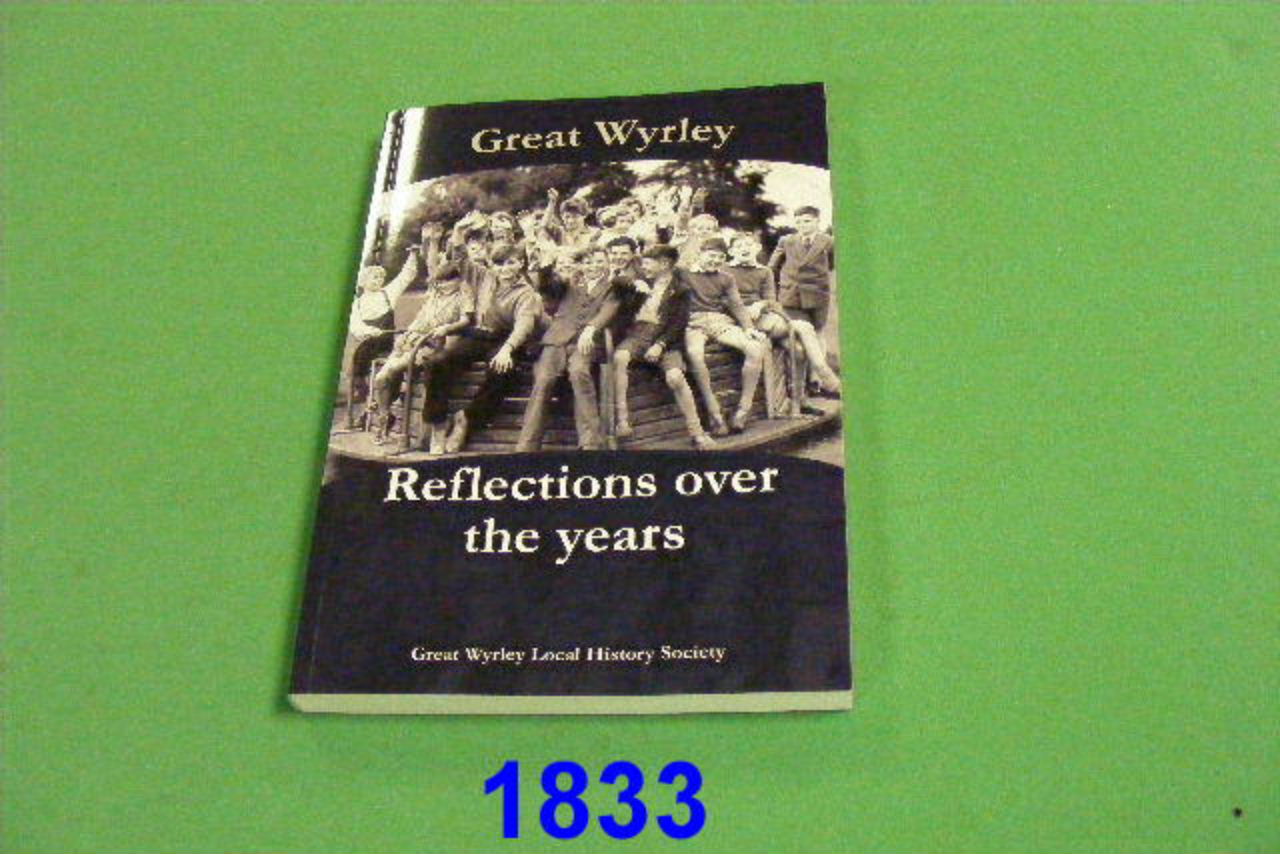 Great Wyrley
Reflections over
the years
Great Wyrley Local History Society
1833